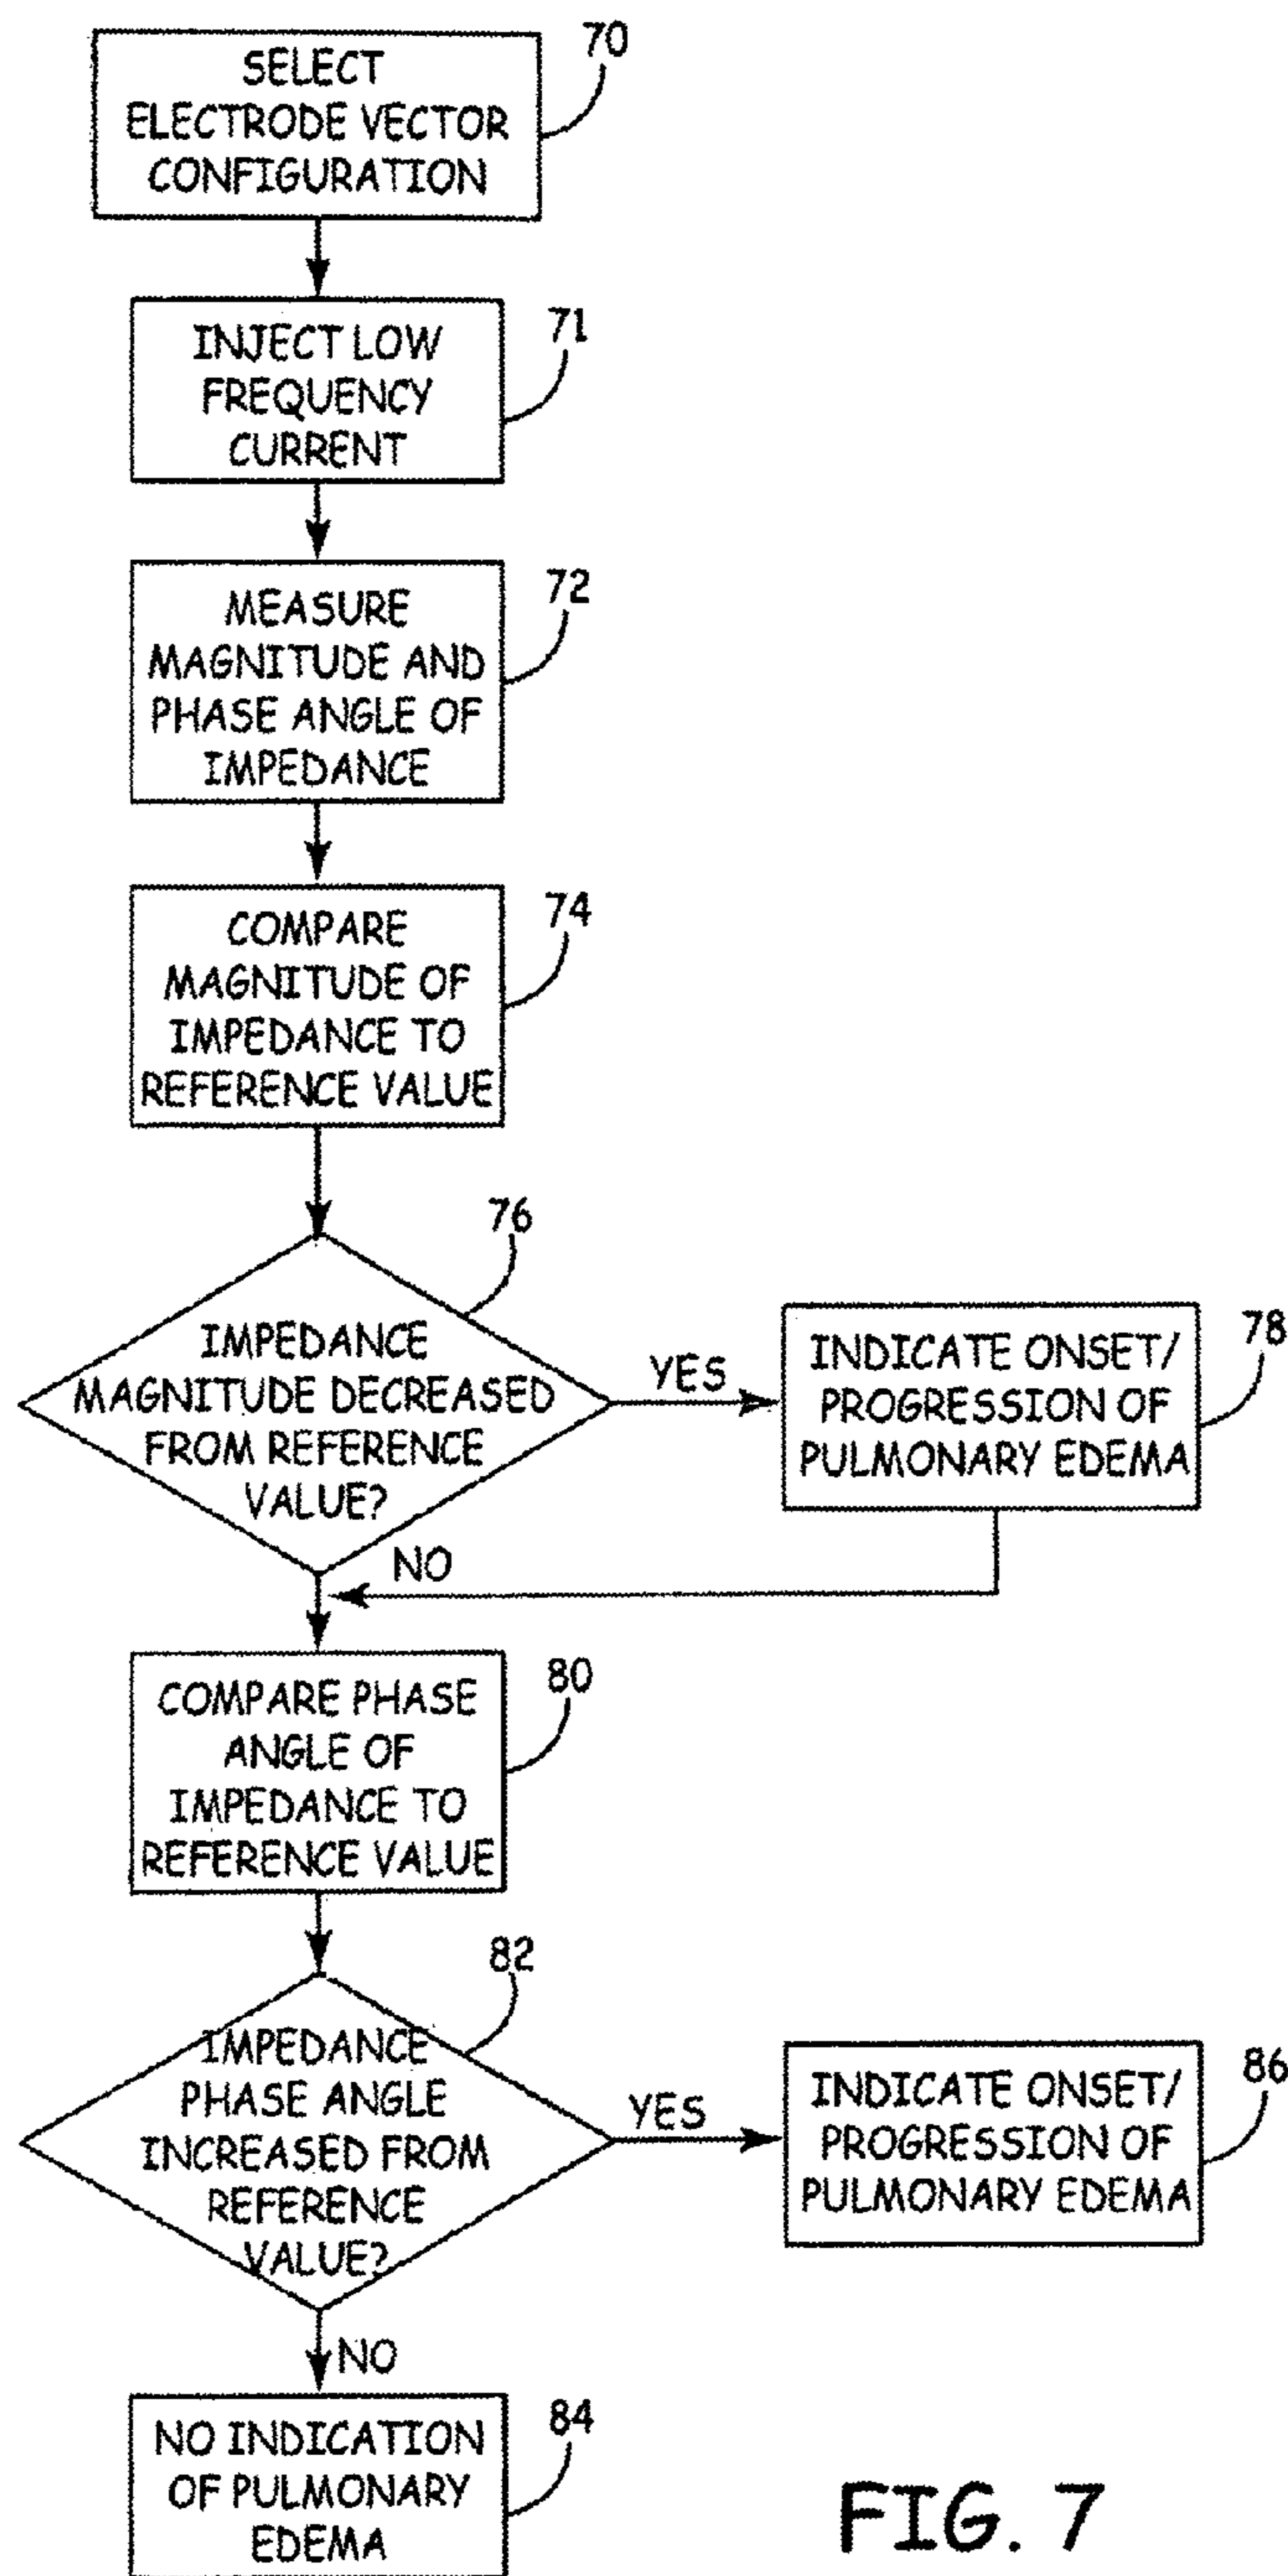 SELECT
ELECTRODE VECTOR
CONFIGURATION
70
INJECT LOW
FREQUENCY
CURRENT
71
MEASURE
MAGNITUDE AND
PHASE ANGLE OF
IMPEDANCE
72
COMPARE
MAGNITUDE OF
IMPEDANCE TO
REFERENCE VALUE
74
76
IMPEDANCE
MAGNITUDE DECREASED
FROM REFERENCE
VALUE?
YES
INDICATE ONSET/
PROGRESSION OF
PULMONARY EDEMA
78
NO
COMPARE PHASE
ANGLE OF
IMPEDANCE TO
REFERENCE VALUE
80
82
IMPEDANCE
PHASE ANGLE
INCREASED FROM
REFERENCE
VALUE?
YES
INDICATE ONSET/
PROGRESSION OF
PULMONARY EDEMA
86
NO
NO INDICATION
OF PULMONARY
EDEMA
84
FIG. 7